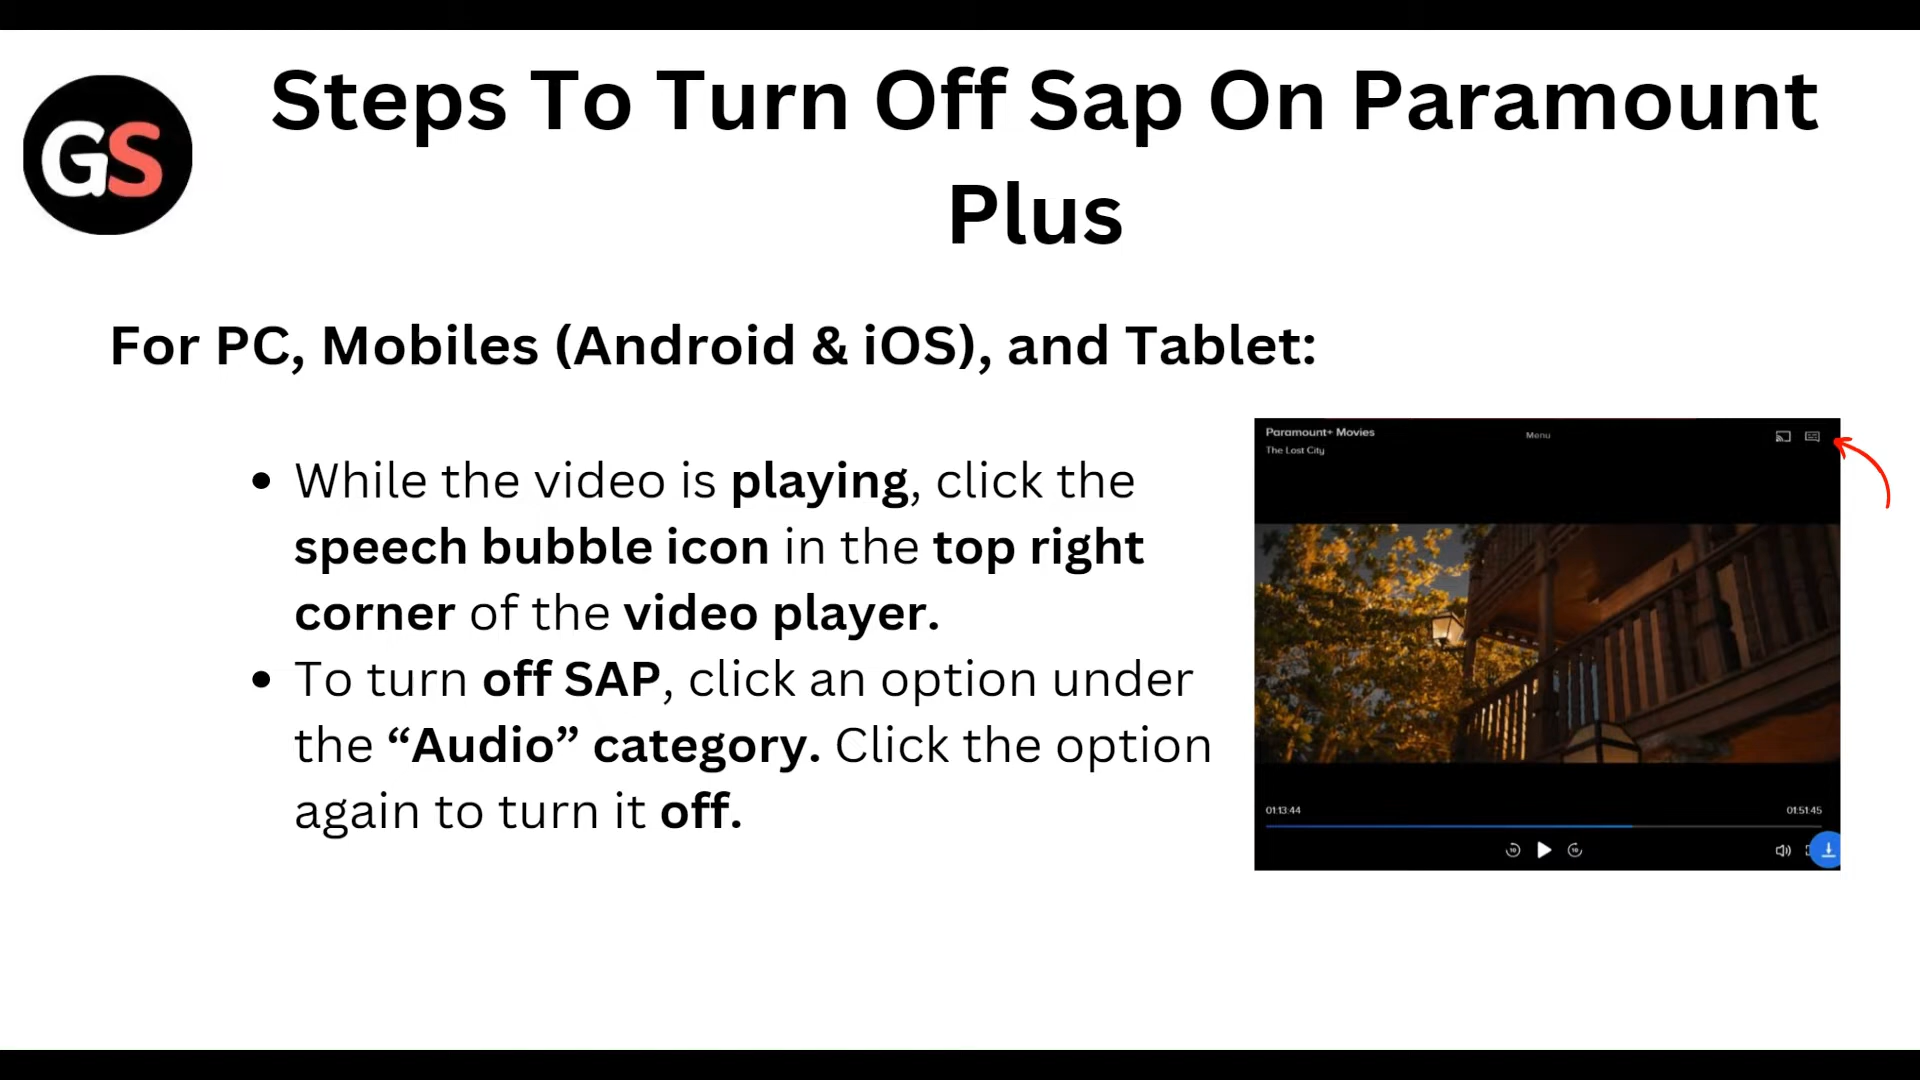 GS
Steps To Turn Off Sap On Paramount
Plus
For PC, Mobiles (Android & iOS), and Tablet:
• While the video is playing, click the
speech bubble icon in the top right
corner of the video player.
• To turn off SAP, click an option under
the “Audio” category. Click the option
again to turn it off.
Paramount+ Movies
Menu
The Lost City
01:13:44
01:51:45
10
10